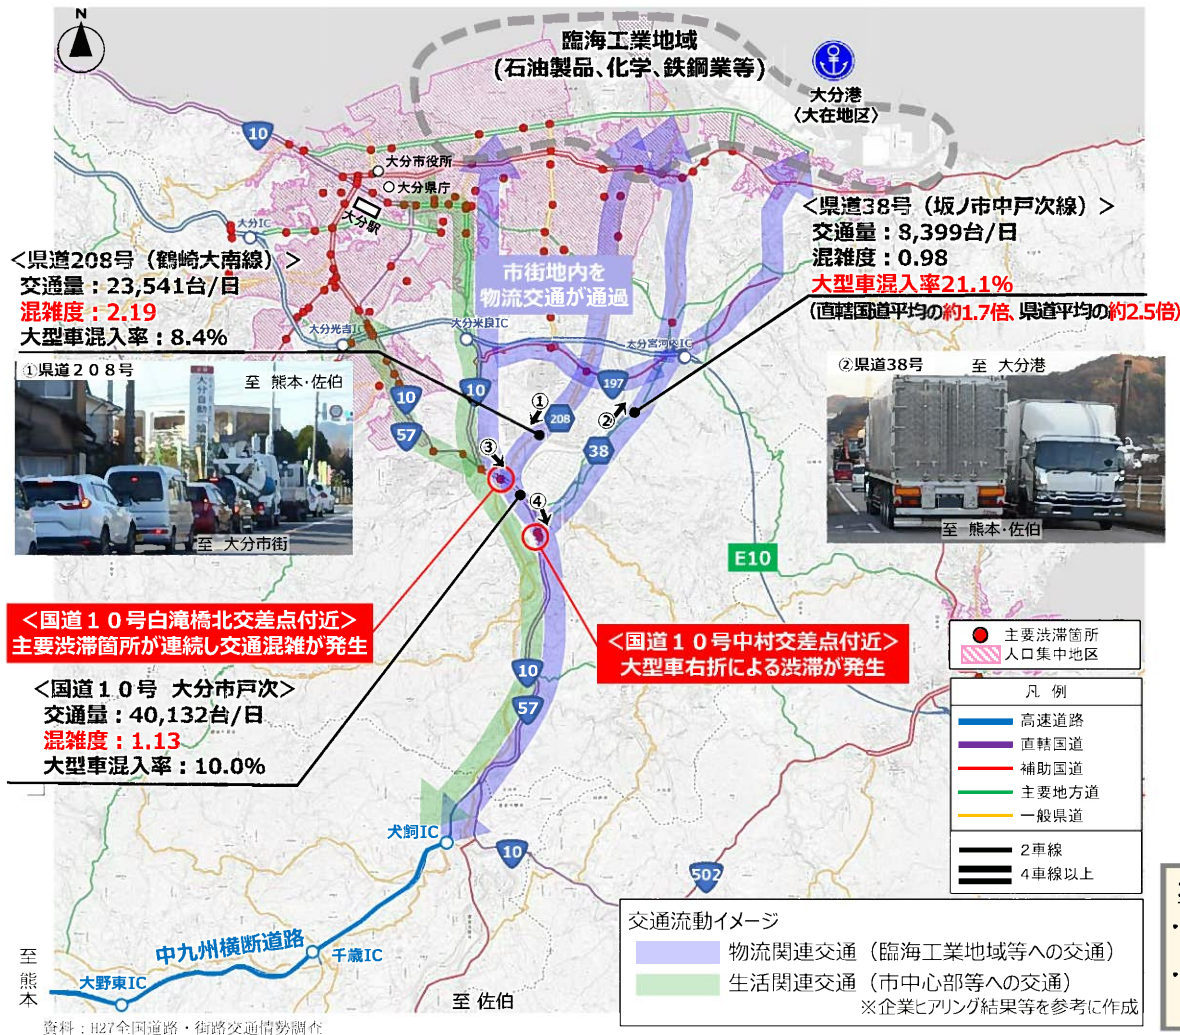 N
臨海工業地域
(石油製品、化学、鉄鋼業等)
大分港
〈大在地区〉
10
大分市役所
大分県庁
大分駅
大分IC
<県道208号（鶴崎大南線）>
交通量：23,541台/日
混雑度：2.19
大型車混入率：8.4%
<県道38号（坂ノ市中戸次線）>
交通量：8,399台/日
混雑度：0.98
大型車混入率21.1%
(直轄国道平均の約1.7倍、県道平均の約2.5倍)
市街地内を
物流交通が通過
大分光吉IC
大分米良IC
大分宮河内IC
①県道２０８号
至 熊本・佐伯
至 大分市街
②県道38号
至 大分港
至 熊本・佐伯
10
57
10
197
①
208
②
38
③
④
E10
<国道１０号白滝橋北交差点付近>
主要渋滞箇所が連続し交通混雑が発生
<国道１０号中村交差点付近>
大型車右折による渋滞が発生
<国道１０号 大分市戸次>
交通量：40,132台/日
混雑度：1.13
大型車混入率：10.0%
10
57
主要渋滞箇所
人口集中地区
凡 例
高速道路
直轄国道
補助国道
主要地方道
一般県道
2車線
4車線以上
犬飼IC
10
502
中九州横断道路
千歳IC
大野東IC
至 熊本
至 佐伯
交通流動イメージ
物流関連交通（臨海工業地域等への交通）
生活関連交通（市中心部等への交通）
※企業ヒアリング結果等を参考に作成
資料：H27全国道路・街路交通情勢調査